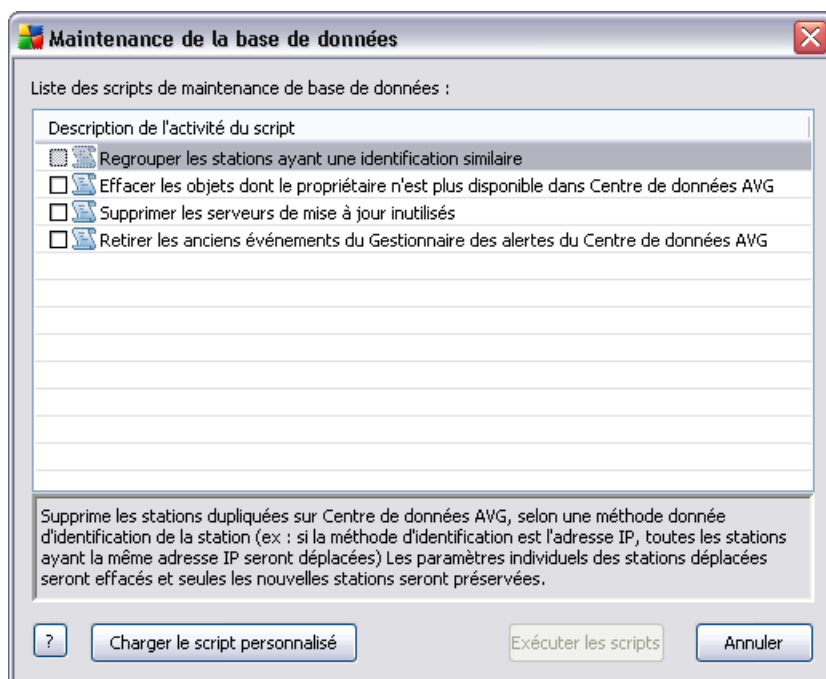 Maintenance de la base de données
Liste des scripts de maintenance de base de données :
Description de l'activité du script
Regrouper les stations ayant une identification similaire
Effacer les objets dont le propriétaire n'est plus disponible dans Centre de données AVG
Supprimer les serveurs de mise à jour inutilisés
Retirer les anciens événements du Gestionnaire des alertes du Centre de données AVG
Supprime les stations dupliquées sur Centre de données AVG, selon une méthode donnée
d'identification de la station (ex : si la méthode d'identification est l'adresse IP, toutes les stations
ayant la même adresse IP seront déplacées) Les paramètres individuels des stations déplacées
seront effacés et seules les nouvelles stations seront préservées.
? Charger le script personnalisé Exécuter les scripts Annuler